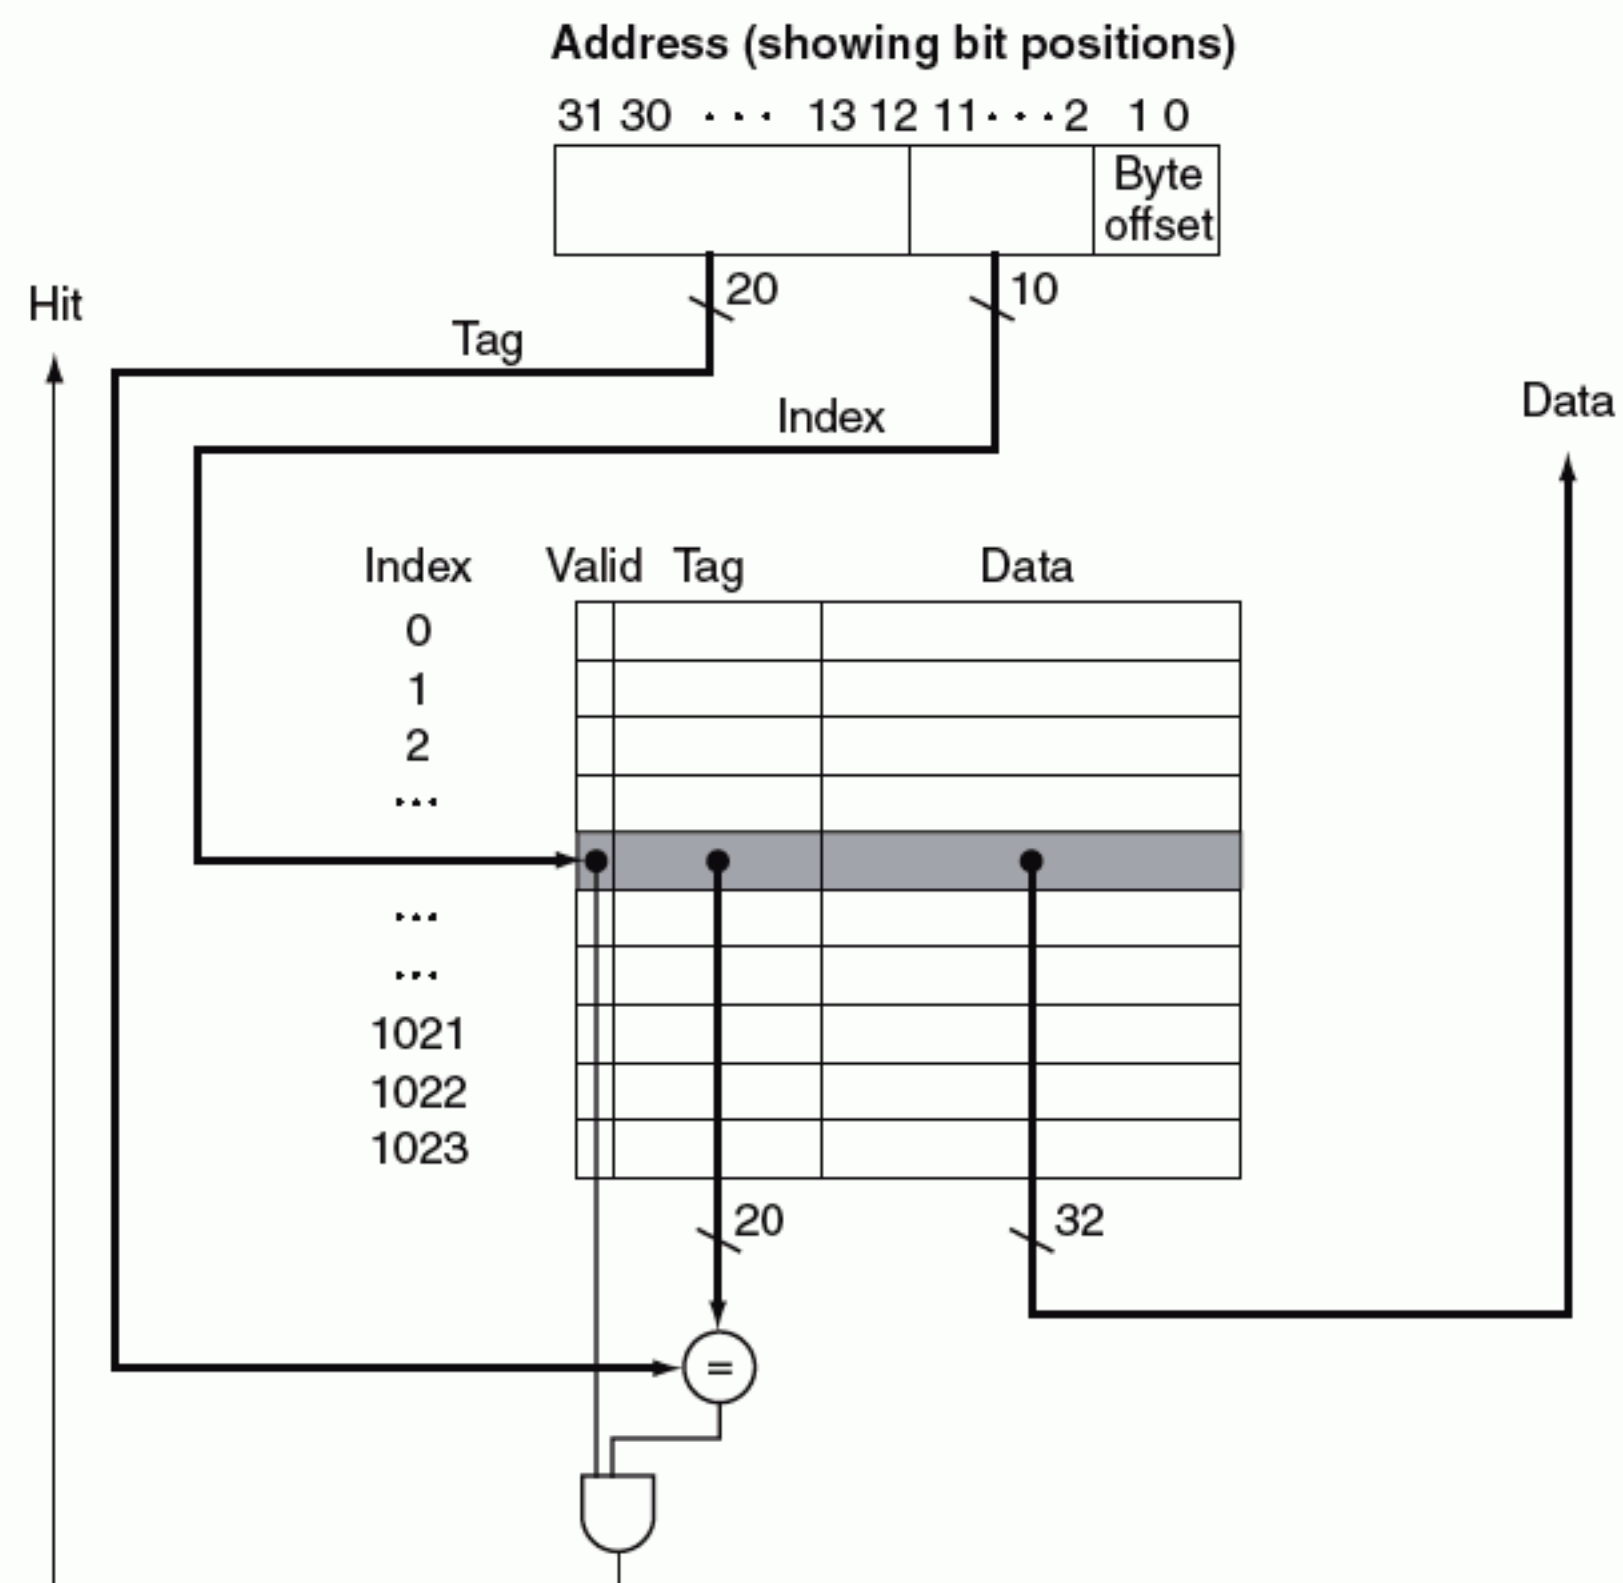 Address (showing bit positions)
31 30 ··· 13 12 11 ··· 2 1 0
Byte
offset
20
10
Hit
Tag
Index
Data
Index Valid Tag Data
0
1
2
...
...
...
1021
1022
1023
20
32
=